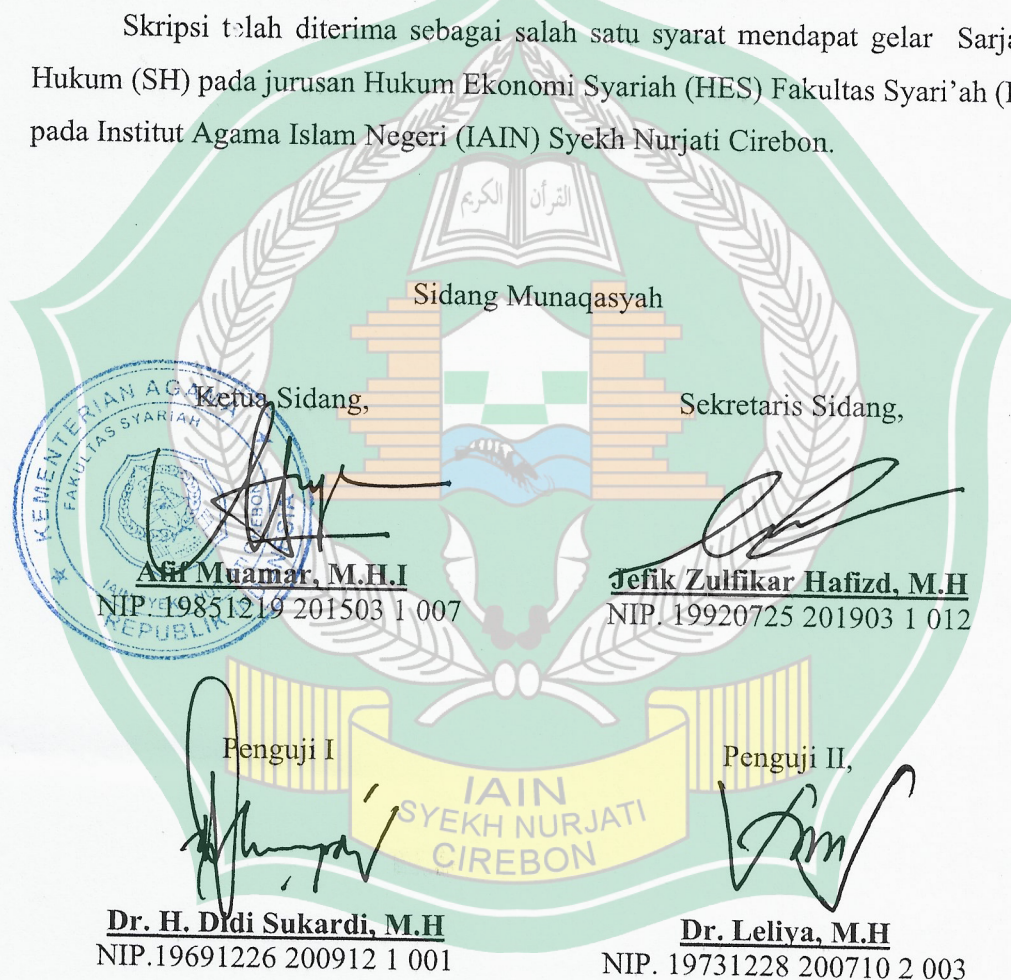 Skripsi telah diterima sebagai salah satu syarat mendapat gelar Sarja
Hukum (SH) pada jurusan Hukum Ekonomi Syariah (HES) Fakultas Syari'ah (
pada Institut Agama Islam Negeri (IAIN) Syekh Nurjati Cirebon.
القرآن الكريم
Sidang Munaqasyah
Ketua Sidang,
Sekretaris Sidang,
KEMENTERIAN AGAMA
FAKULTAS SYARIAH
REPUBLIK
Afif Muamar, M.H.I
NIP. 19851219 201503 1 007
Jefik Zulfikar Hafizd, M.H
NIP. 19920725 201903 1 012
Penguji I
Penguji II,
IAIN
SYEKH NURJATI
CIREBON
Dr. H. Didi Sukardi, M.H
NIP.19691226 200912 1 001
Dr. Leliya, M.H
NIP. 19731228 200710 2 003